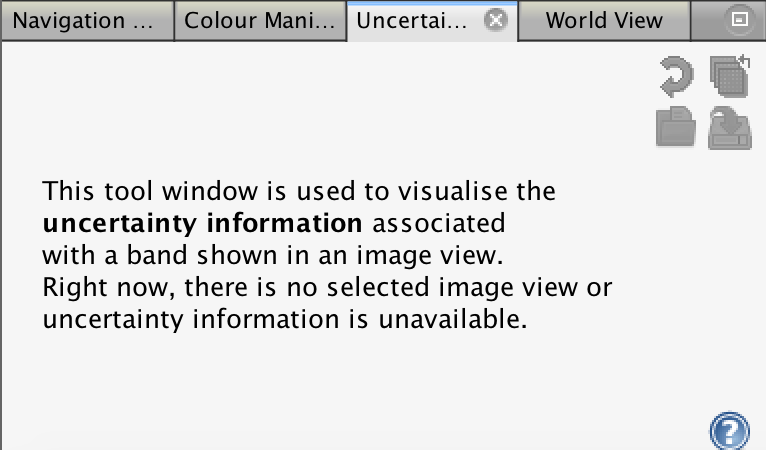 Navigation ...
Colour Mani...
Uncertai...
World View
This tool window is used to visualise the
uncertainty information associated
with a band shown in an image view.
Right now, there is no selected image view or
uncertainty information is unavailable.
?